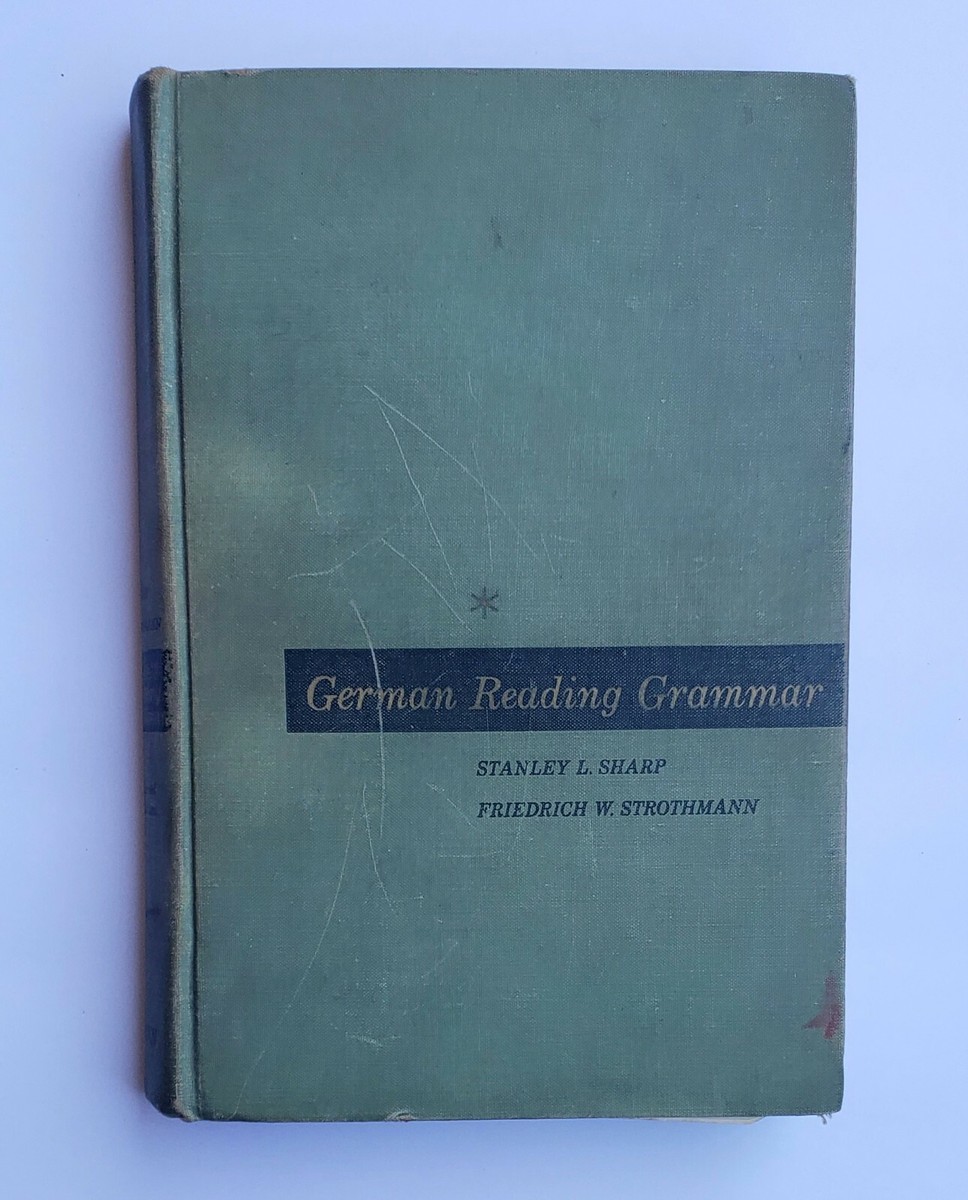 German Reading Grammar
STANLEY L. SHARP
FRIEDRICH W. STROTHMANN